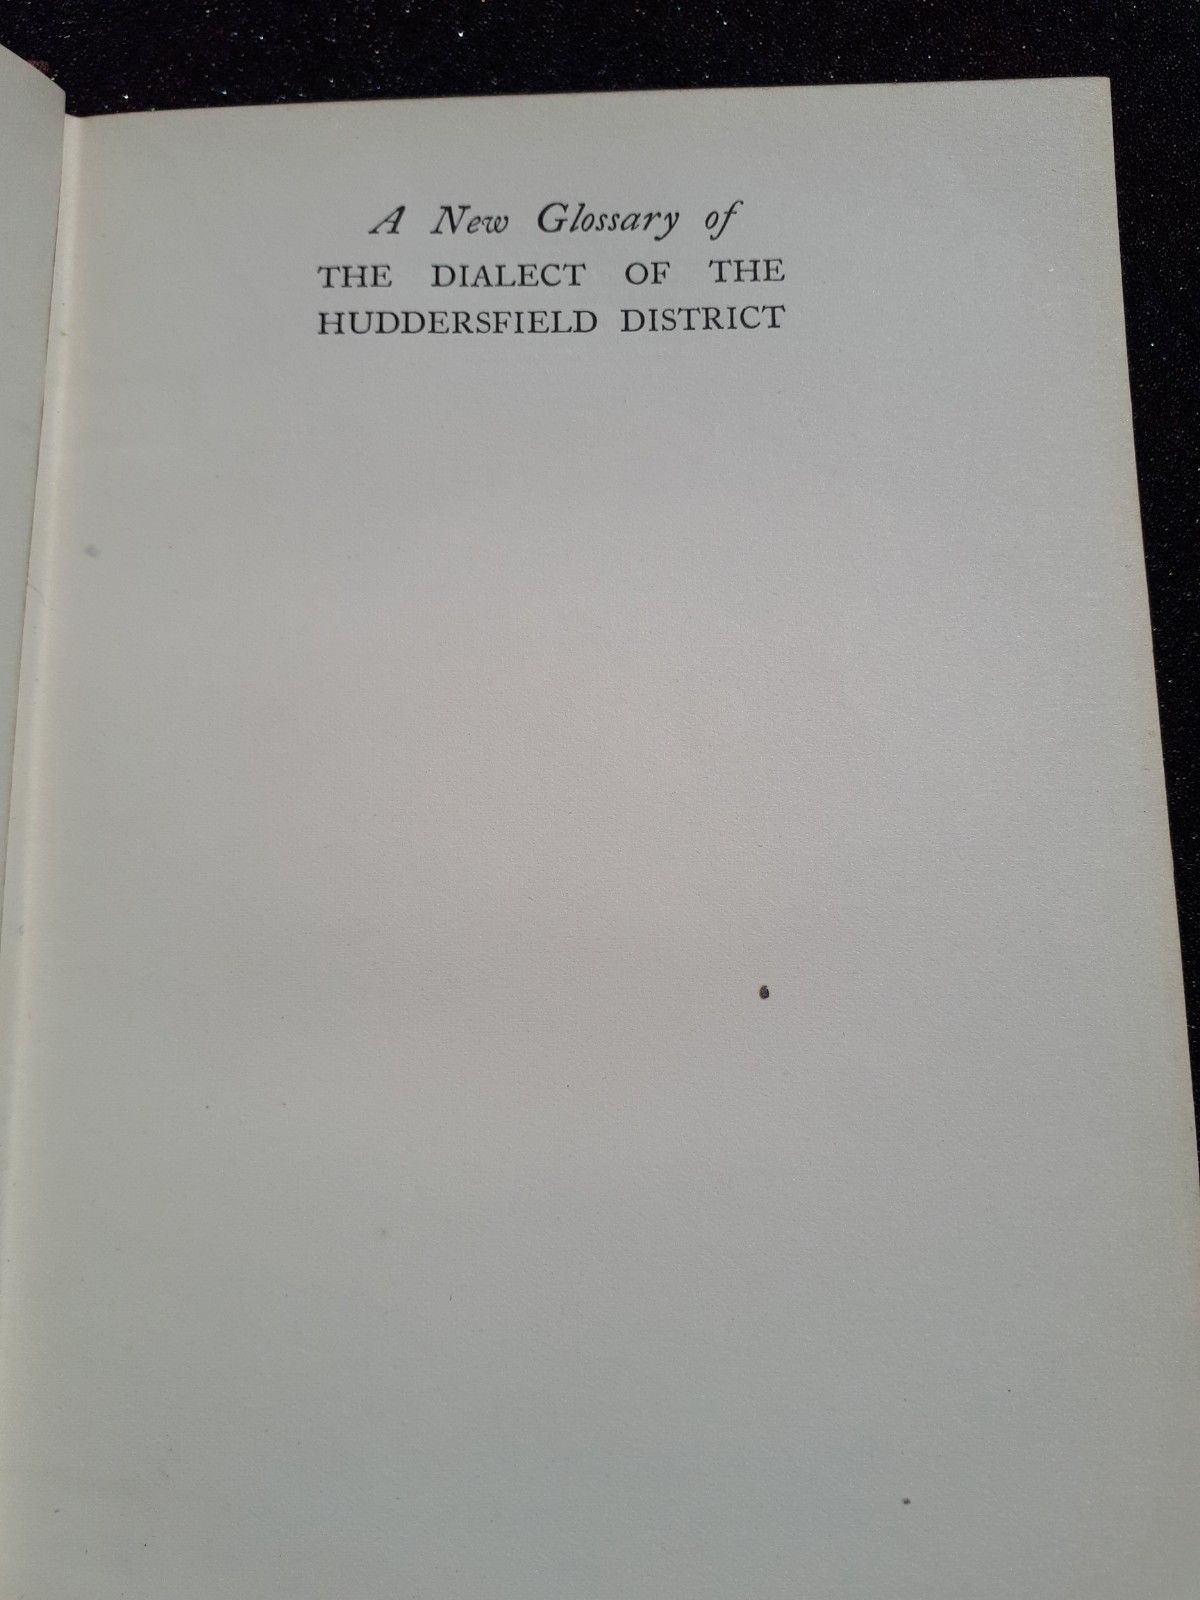 A New Glossary of
THE DIALECT OF THE
HUDDERSFIELD DISTRICT